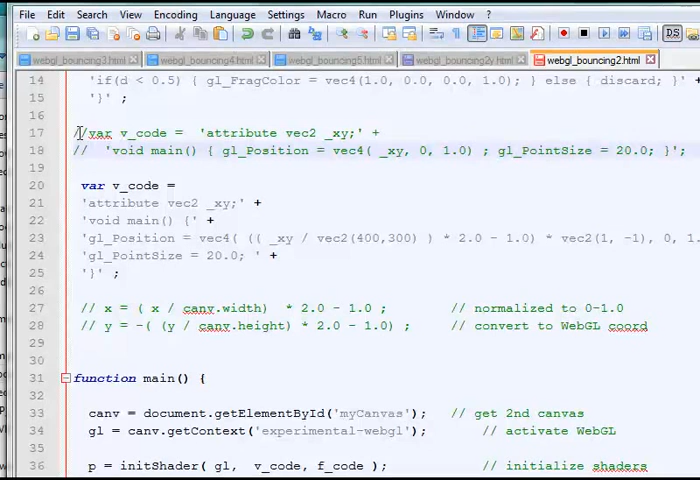 File Edit Search View Encoding Language Settings Macro Run Plugins Window ?
webgl_bouncing3.html webgl_bouncing4.html webgl_bouncing5.html webgl_bouncing2y.html webgl_bouncing2.html
14 'if(d < 0.5) { gl_FragColor = vec4(1.0, 0.0, 0.0, 1.0); } else { discard; }' +
15 '}' ;
16
17 //var v_code = 'attribute vec2 _xy;' +
18 // 'void main() { gl_Position = vec4( _xy, 0, 1.0) ; gl_PointSize = 20.0; }';
19
20 var v_code =
21 'attribute vec2 _xy;' +
22 'void main() {' +
23 'gl_Position = vec4( (( _xy / vec2(400,300) ) * 2.0 - 1.0) * vec2(1, -1), 0, 1.
24 'gl_PointSize = 20.0; ' +
25 '}' ;
26
27 // x = ( x / canv.width) * 2.0 - 1.0 ; // normalized to 0-1.0
28 // y = -( (y / canv.height) * 2.0 - 1.0) ; // convert to WebGL coord
29
30
31 function main() {
32
33 canv = document.getElementById('myCanvas'); // get 2nd canvas
34 gl = canv.getContext('experimental-webgl'); // activate WebGL
35
36 p = initShader( gl, v_code, f_code ); // initialize shaders